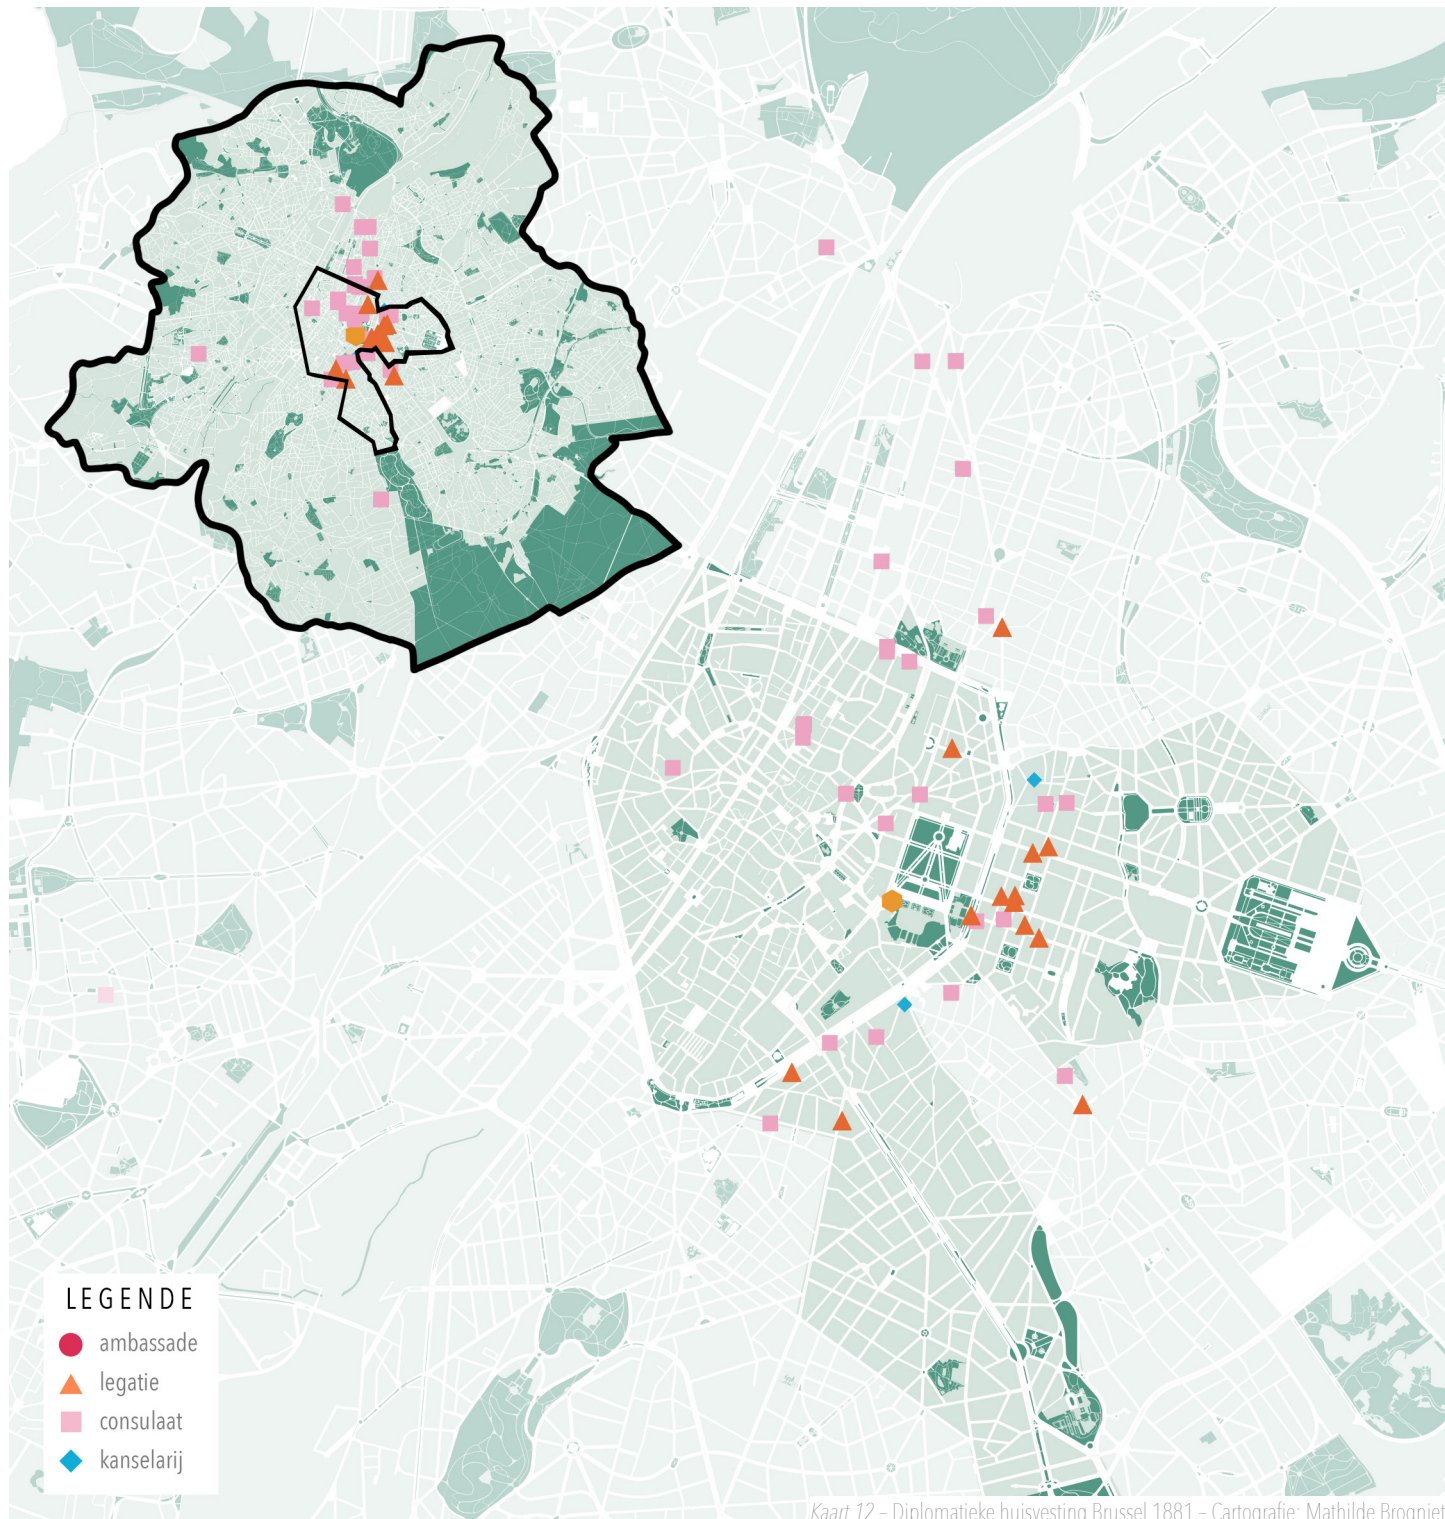 LEGENDE
ambassade
legatie
consulaat
kanselarij
Kaart 12 – Diplomatieke huisvesting Brussel 1881 – Cartografie: Mathilde Brogniet